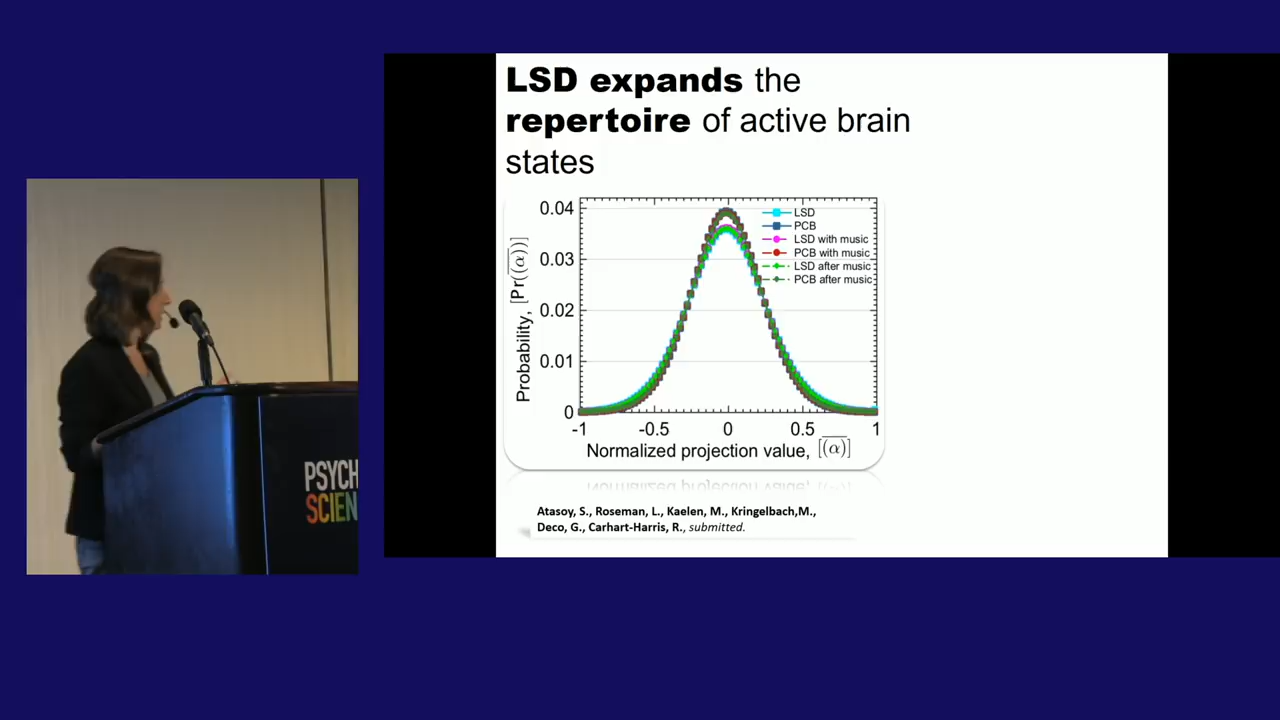 LSD expands the
repertoire of active brain
states
0.04
0.03
0.02
0.01
0
-1
-0.5
0
0.5
1
Probability, [Pr((α))]
Normalized projection value, [(α)]
LSD
PCB
LSD with music
PCB with music
LSD after music
PCB after music
Atasoy, S., Roseman, L., Kaelen, M., Kringelbach,M.,
Deco, G., Carhart-Harris, R., submitted.
PSYCH
SCIEN